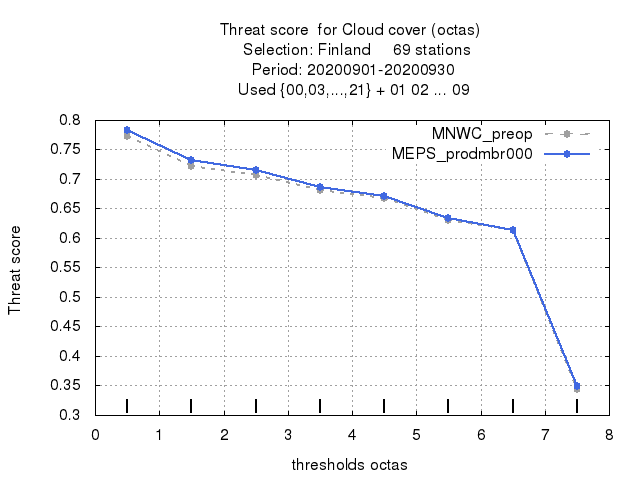 Threat score  for Cloud cover (octas)
Selection: Finland     69 stations
Period: 20200901-20200930
Used {00,03,...,21} + 01 02 ... 09
MNWC_preop
MEPS_prodmbr000
0.8
0.75
0.7
0.65
0.6
0.55
0.5
0.45
0.4
0.35
0.3
Threat score
0 1 2 3 4 5 6 7 8
thresholds octas